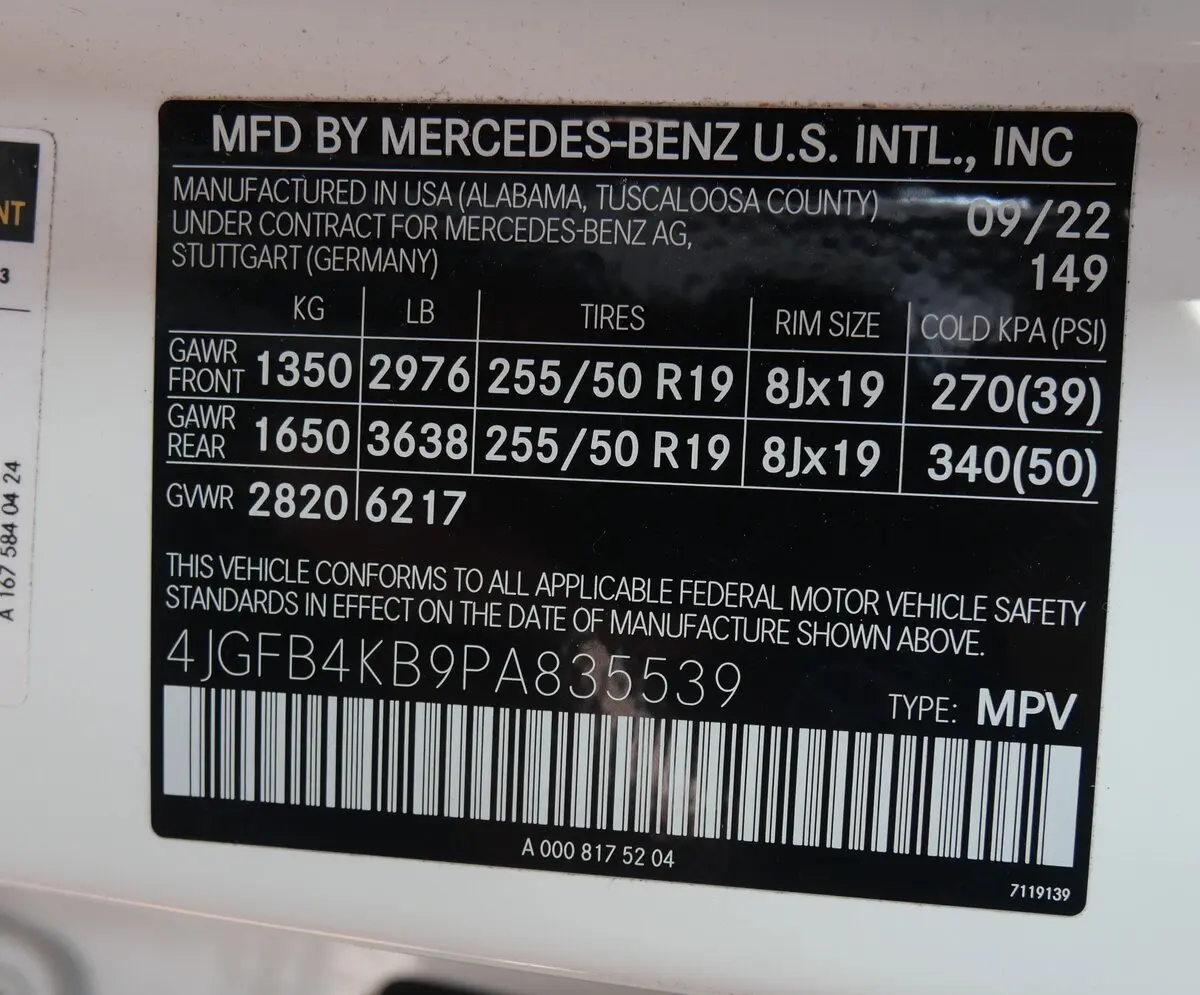 MFD BY MERCEDES-BENZ U.S. INTL., INC
MANUFACTURED IN USA (ALABAMA, TUSCALOOSA COUNTY)
UNDER CONTRACT FOR MERCEDES-BENZ AG,
STUTTGART (GERMANY)
09/22
149
KG LB TIRES RIM SIZE COLD KPA (PSI)
GAWR FRONT 1350 2976 255/50 R19 8Jx19 270(39)
GAWR REAR 1650 3638 255/50 R19 8Jx19 340(50)
GVWR 2820 6217
THIS VEHICLE CONFORMS TO ALL APPLICABLE FEDERAL MOTOR VEHICLE SAFETY
STANDARDS IN EFFECT ON THE DATE OF MANUFACTURE SHOWN ABOVE.
4JGFB4KB9PA835539
TYPE: MPV
A 000 817 52 04
7119139
NT
3
A 167 584 04 24